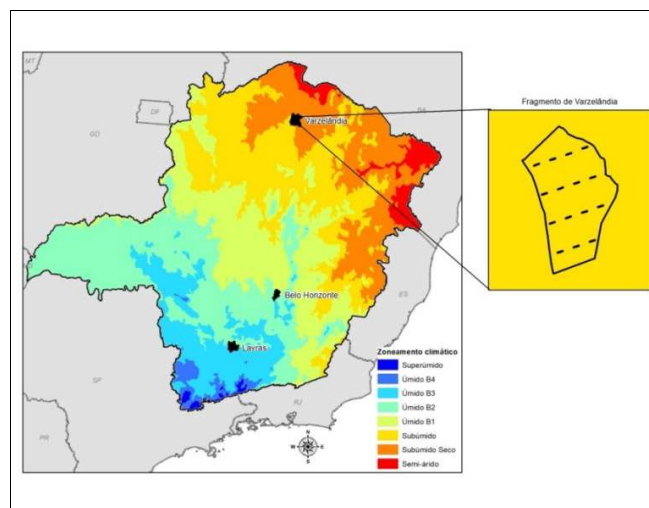 MT
DF
GO
BA
Varzelândia
Fragmento de Varzelândia
Belo Horizonte
ES
Lavras
SP
RJ
PR
N
W E
S
Zoneamento climático
Superúmido
Úmido B4
Úmido B3
Úmido B2
Úmido B1
Subúmido
Subúmido Seco
Semi-árido